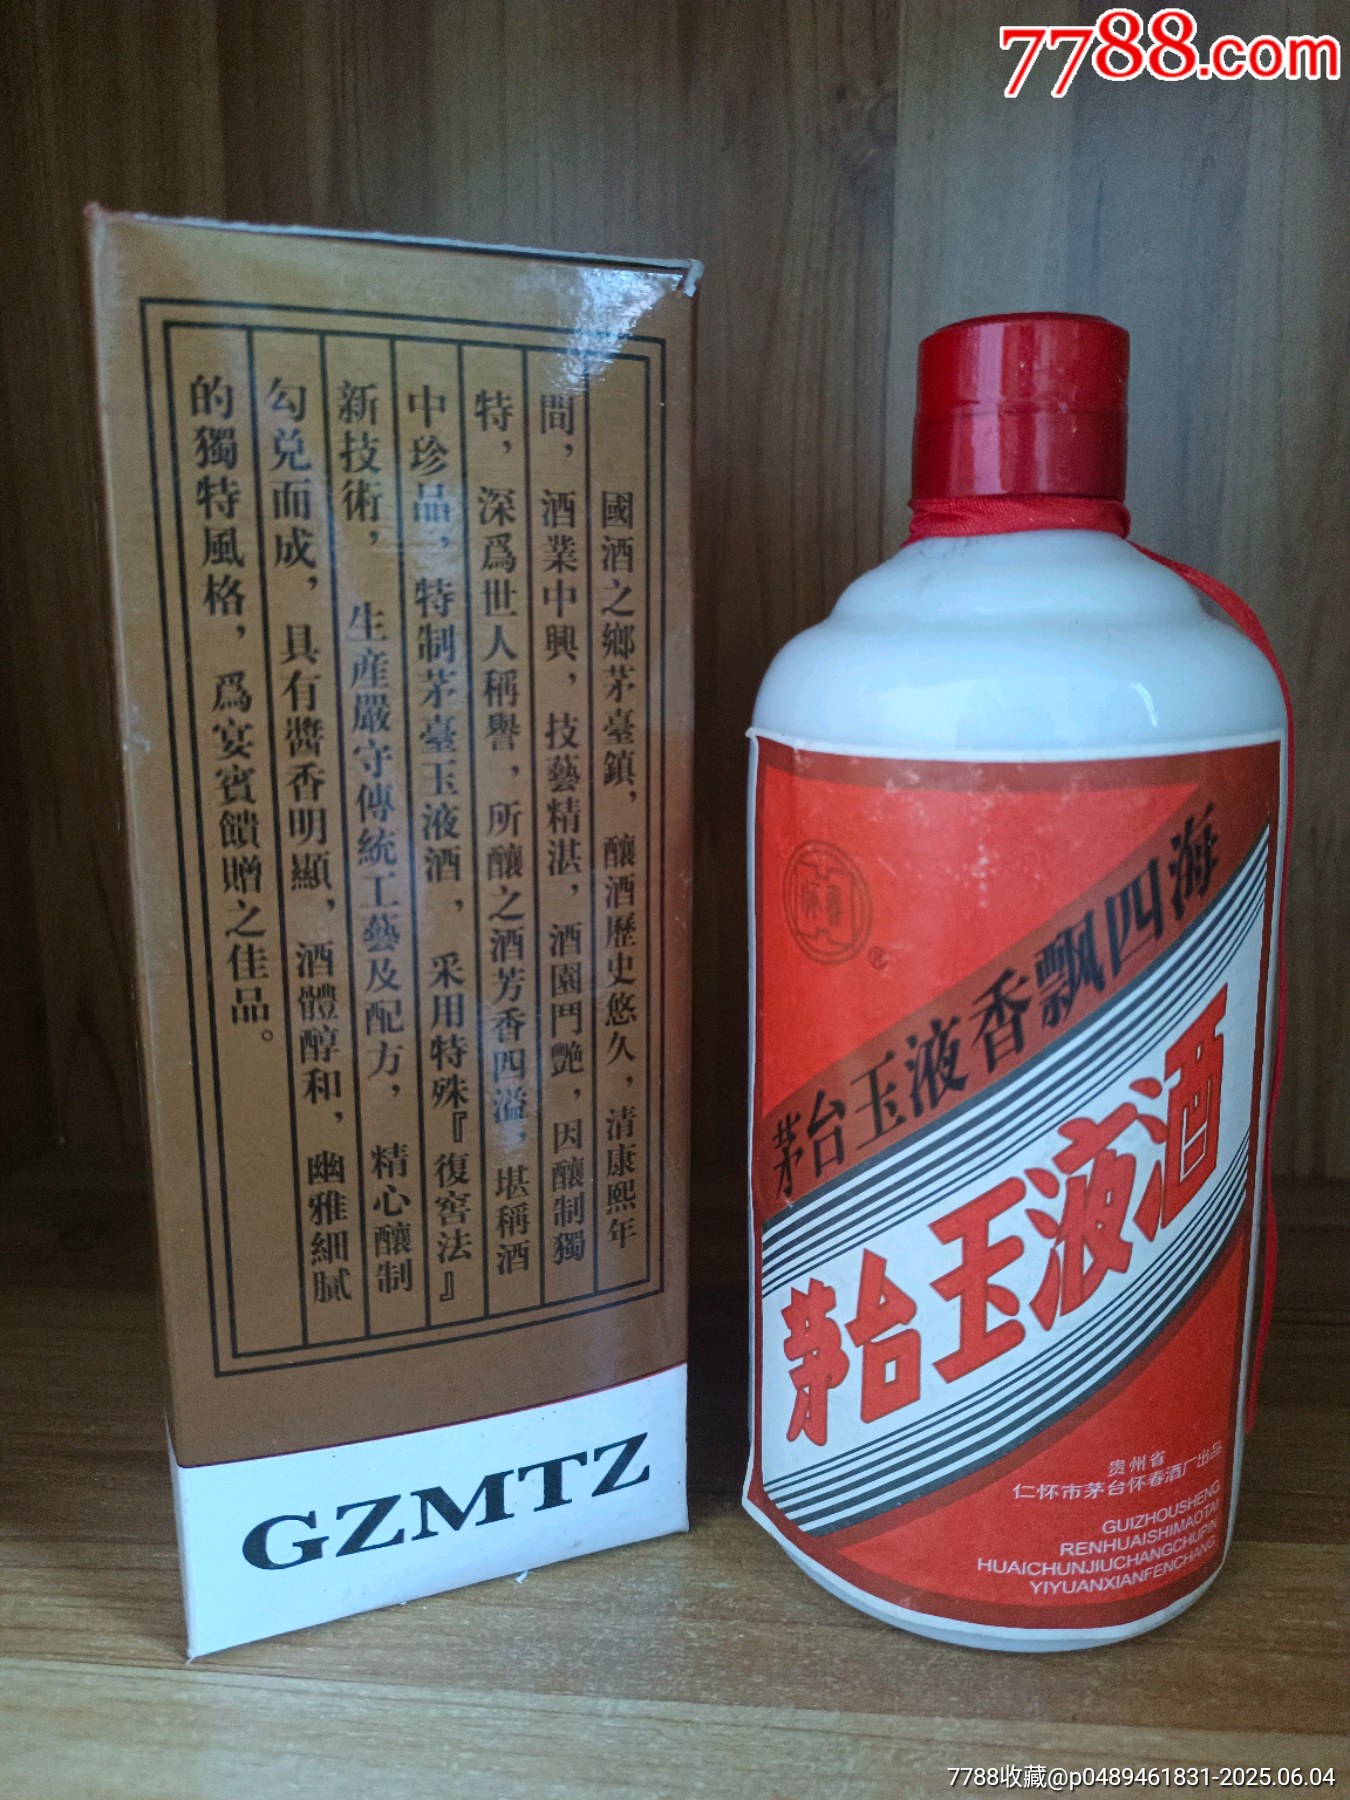 7788.com
國酒之鄉茅臺鎮，釀酒歷史悠久，清康熙年
間，酒業中興，技藝精湛，酒園鬥艷，因釀制獨
特，深爲世人稱譽，所釀之酒芳香四溢，堪稱酒
中珍品，特制茅臺玉液酒，采用特殊『復窖法』
新技術，生産嚴守傳統工藝及配方，精心釀制
勾兑而成，具有醬香明顯，酒體醇和，幽雅細膩
的獨特風格，爲宴賓饋贈之佳品。
GZMTZ
怀春
®
茅台玉液香飘四海
茅台玉液酒
贵州省
仁怀市茅台怀春酒厂出品
GUIZHOUSHENG
RENHUAISHIMAOTAI
HUAICHUNJIUCHANGCHUPIN
YIYUANXIANFENCHANG
7788收藏@p0489461831-2025.06.04